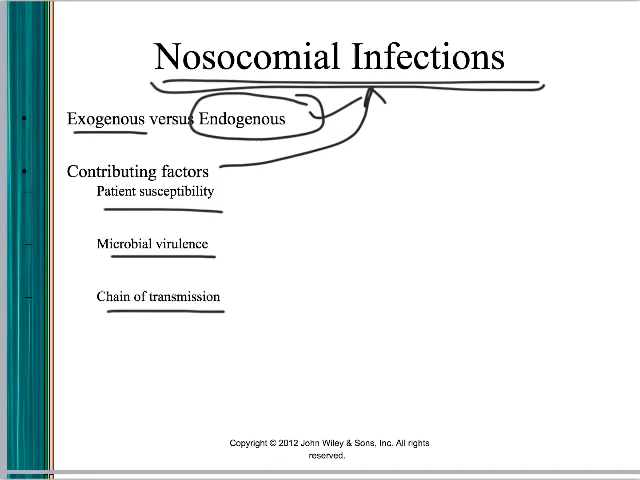 Nosocomial Infections
• Exogenous versus Endogenous
• Contributing factors
– Patient susceptibility
– Microbial virulence
– Chain of transmission
Copyright © 2012 John Wiley & Sons, Inc. All rights
reserved.